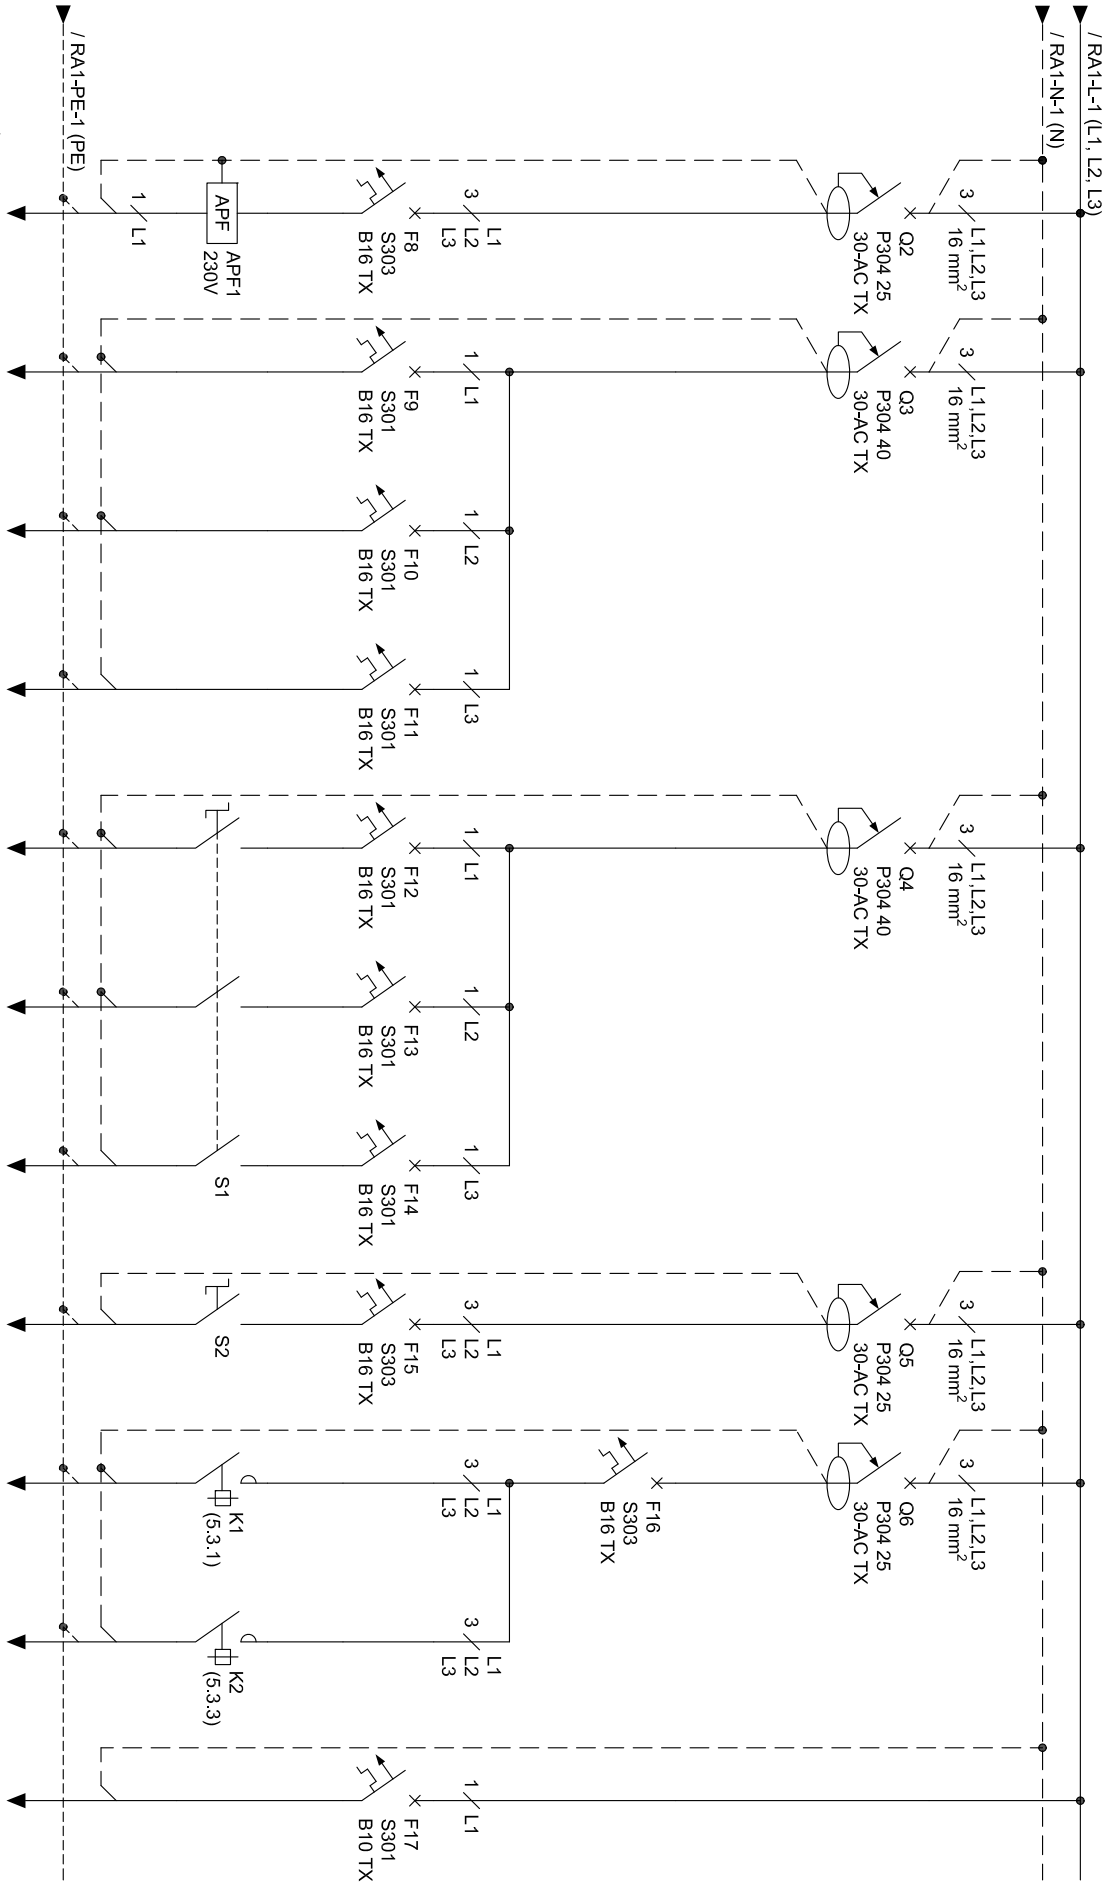 / RA1-L-1 (L1, L2, L3)
/ RA1-N-1 (N)
3
L1,L2,L3
16 mm²
Q2
P304 25
30-AC TX
3
L1
L2
L3
F8
S303
B16 TX
APF
APF1
230V
1
L1
3
L1,L2,L3
16 mm²
Q3
P304 40
30-AC TX
1
L1
F9
S301
B16 TX
1
L2
F10
S301
B16 TX
1
L3
F11
S301
B16 TX
3
L1,L2,L3
16 mm²
Q4
P304 40
30-AC TX
1
L1
F12
S301
B16 TX
1
L2
F13
S301
B16 TX
1
L3
F14
S301
B16 TX
S1
3
L1,L2,L3
16 mm²
Q5
P304 25
30-AC TX
3
L1
L2
L3
F15
S303
B16 TX
S2
3
L1,L2,L3
16 mm²
Q6
P304 25
30-AC TX
F16
S303
B16 TX
3
L1
L2
L3
K1
(5.3.1)
3
L1
L2
L3
K2
(5.3.3)
1
L1
F17
S301
B10 TX
/ RA1-PE-1 (PE)